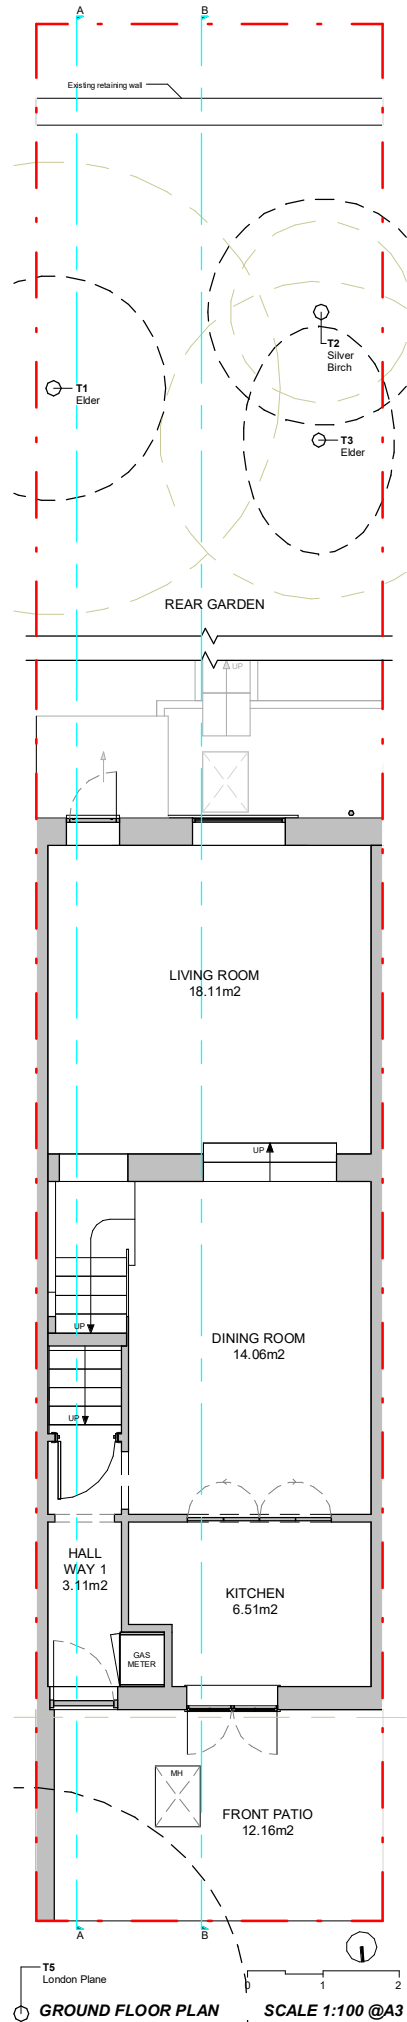 A B
Existing retaining wall
T2
Silver
Birch
T1
Elder
T3
Elder
REAR GARDEN
UP
LIVING ROOM
18.11m2
UP
UP
DINING ROOM
14.06m2
UP
HALL
WAY 1
3.11m2
KITCHEN
6.51m2
GAS
METER
MH
FRONT PATIO
12.16m2
A B
T5
London Plane
0 1 2
GROUND FLOOR PLAN SCALE 1:100 @A3